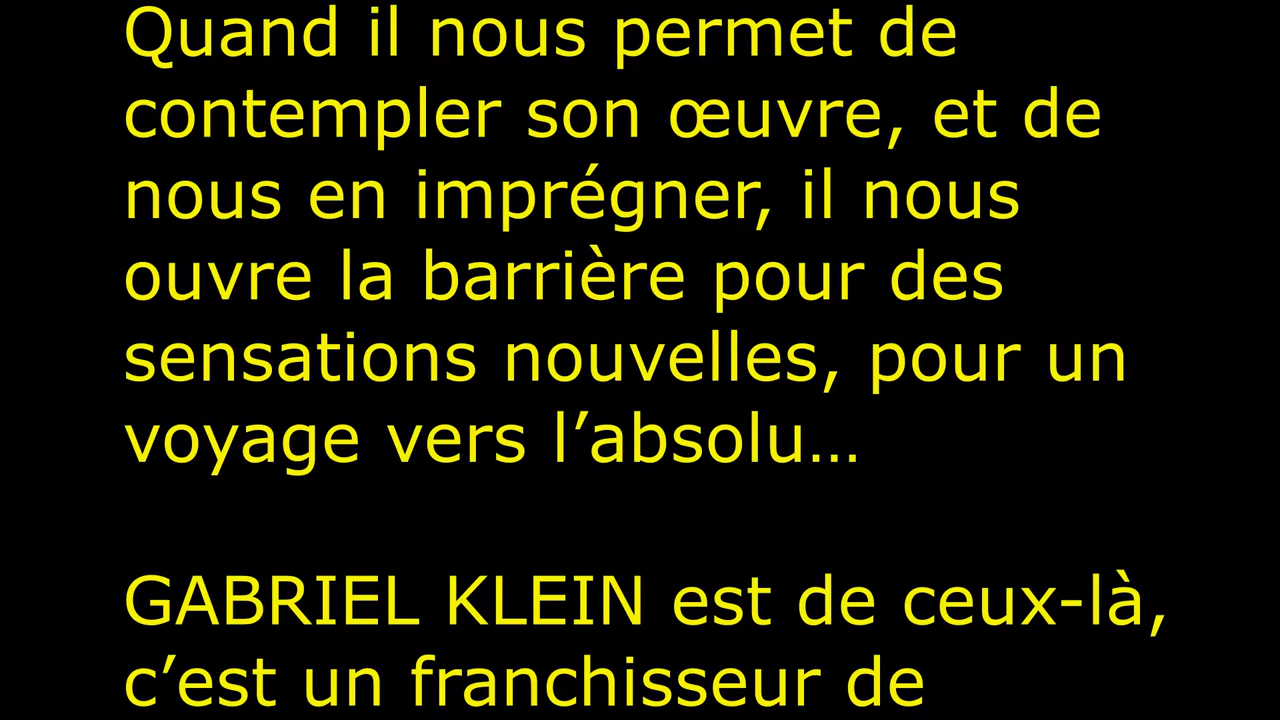 Quand il nous permet de
contempler son œuvre, et de
nous en imprégner, il nous
ouvre la barrière pour des
sensations nouvelles, pour un
voyage vers l’absolu…
GABRIEL KLEIN est de ceux-là,
c’est un franchisseur de